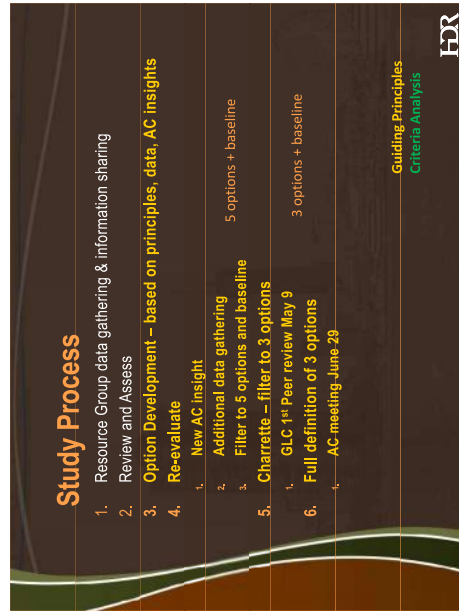 Study Process
1. Resource Group data gathering & information sharing
2. Review and Assess
3. Option Development – based on principles, data, AC insights
4. Re-evaluate
1. New AC insight
2. Additional data gathering
5 options + baseline
3. Filter to 5 options and baseline
5. Charrette – filter to 3 options
1. GLC 1st Peer review May 9
3 options + baseline
6. Full definition of 3 options
1. AC meeting June 29
Guiding Principles
Criteria Analysis
HDR